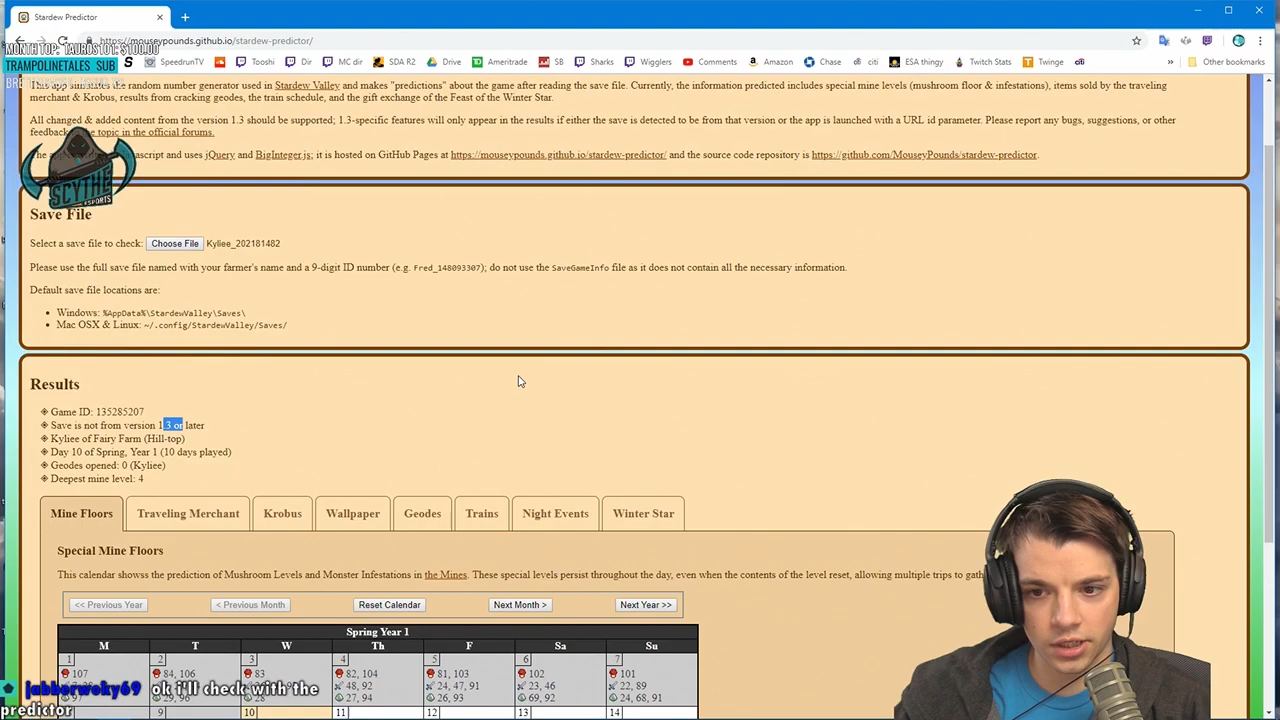 Stardew Predictor
https://mouseypounds.github.io/stardew-predictor/
MONTH TOP: TAUROS101: $100.00
TRAMPOLINETALES SUB
SpeedrunTV Tooshi Dir MC dir SDA R2 Drive Ameritrade SB Sharks Wigglers Comments Amazon Chase citi ESA thingy Twitch Stats Twinge » Other bookmarks
the random number generator used in Stardew Valley and makes "predictions" about the game after reading the save file. Currently, the information predicted includes special mine levels (mushroom floor & infestations), items sold by the traveling
merchant & Krobus, results from cracking geodes, the train schedule, and the gift exchange of the Feast of the Winter Star.
All changed & added content from the version 1.3 should be supported; 1.3-specific features will only appear in the results if either the save is detected to be from that version or the app is launched with a URL id parameter. Please report any bugs, suggestions, or other
feedback the topic in the official forums.
and uses jQuery and BigInteger.js; it is hosted on GitHub Pages at https://mouseypounds.github.io/stardew-predictor/ and the source code repository is https://github.com/MouseyPounds/stardew-predictor.
SCYTHE
ESPORTS
Save File
Select a save file to check: Choose File Kyliee_202181482
Please use the full save file named with your farmer's name and a 9-digit ID number (e.g. Fred_148093307); do not use the SaveGameInfo file as it does not contain all the necessary information.
Default save file locations are:
Windows: %AppData%\StardewValley\Saves\
Mac OSX & Linux: ~/.config/StardewValley/Saves/
Results
Game ID: 135285207
Save is not from version 1.3 or later
Kyliee of Fairy Farm (Hill-top)
Day 10 of Spring, Year 1 (10 days played)
Geodes opened: 0 (Kyliee)
Deepest mine level: 4
Mine Floors Traveling Merchant Krobus Wallpaper Geodes Trains Night Events Winter Star
Special Mine Floors
This calendar showss the prediction of Mushroom Levels and Monster Infestations in the Mines. These special levels persist throughout the day, even when the contents of the level reset, allowing multiple trips to gath
<< Previous Year < Previous Month Reset Calendar Next Month > Next Year >>
Spring Year 1
M T W Th F Sa Su
1 2 3 4 5 6 7
107 84, 106 83 82, 104 81, 103 102 101
48, 92 24, 47, 91 23, 46 22, 89
97 29, 96 28 27, 94 26, 93 69, 92 24, 68, 91
8 9 10 11 12 13 14
jabberwoky69 ok i'll check with the
predictor